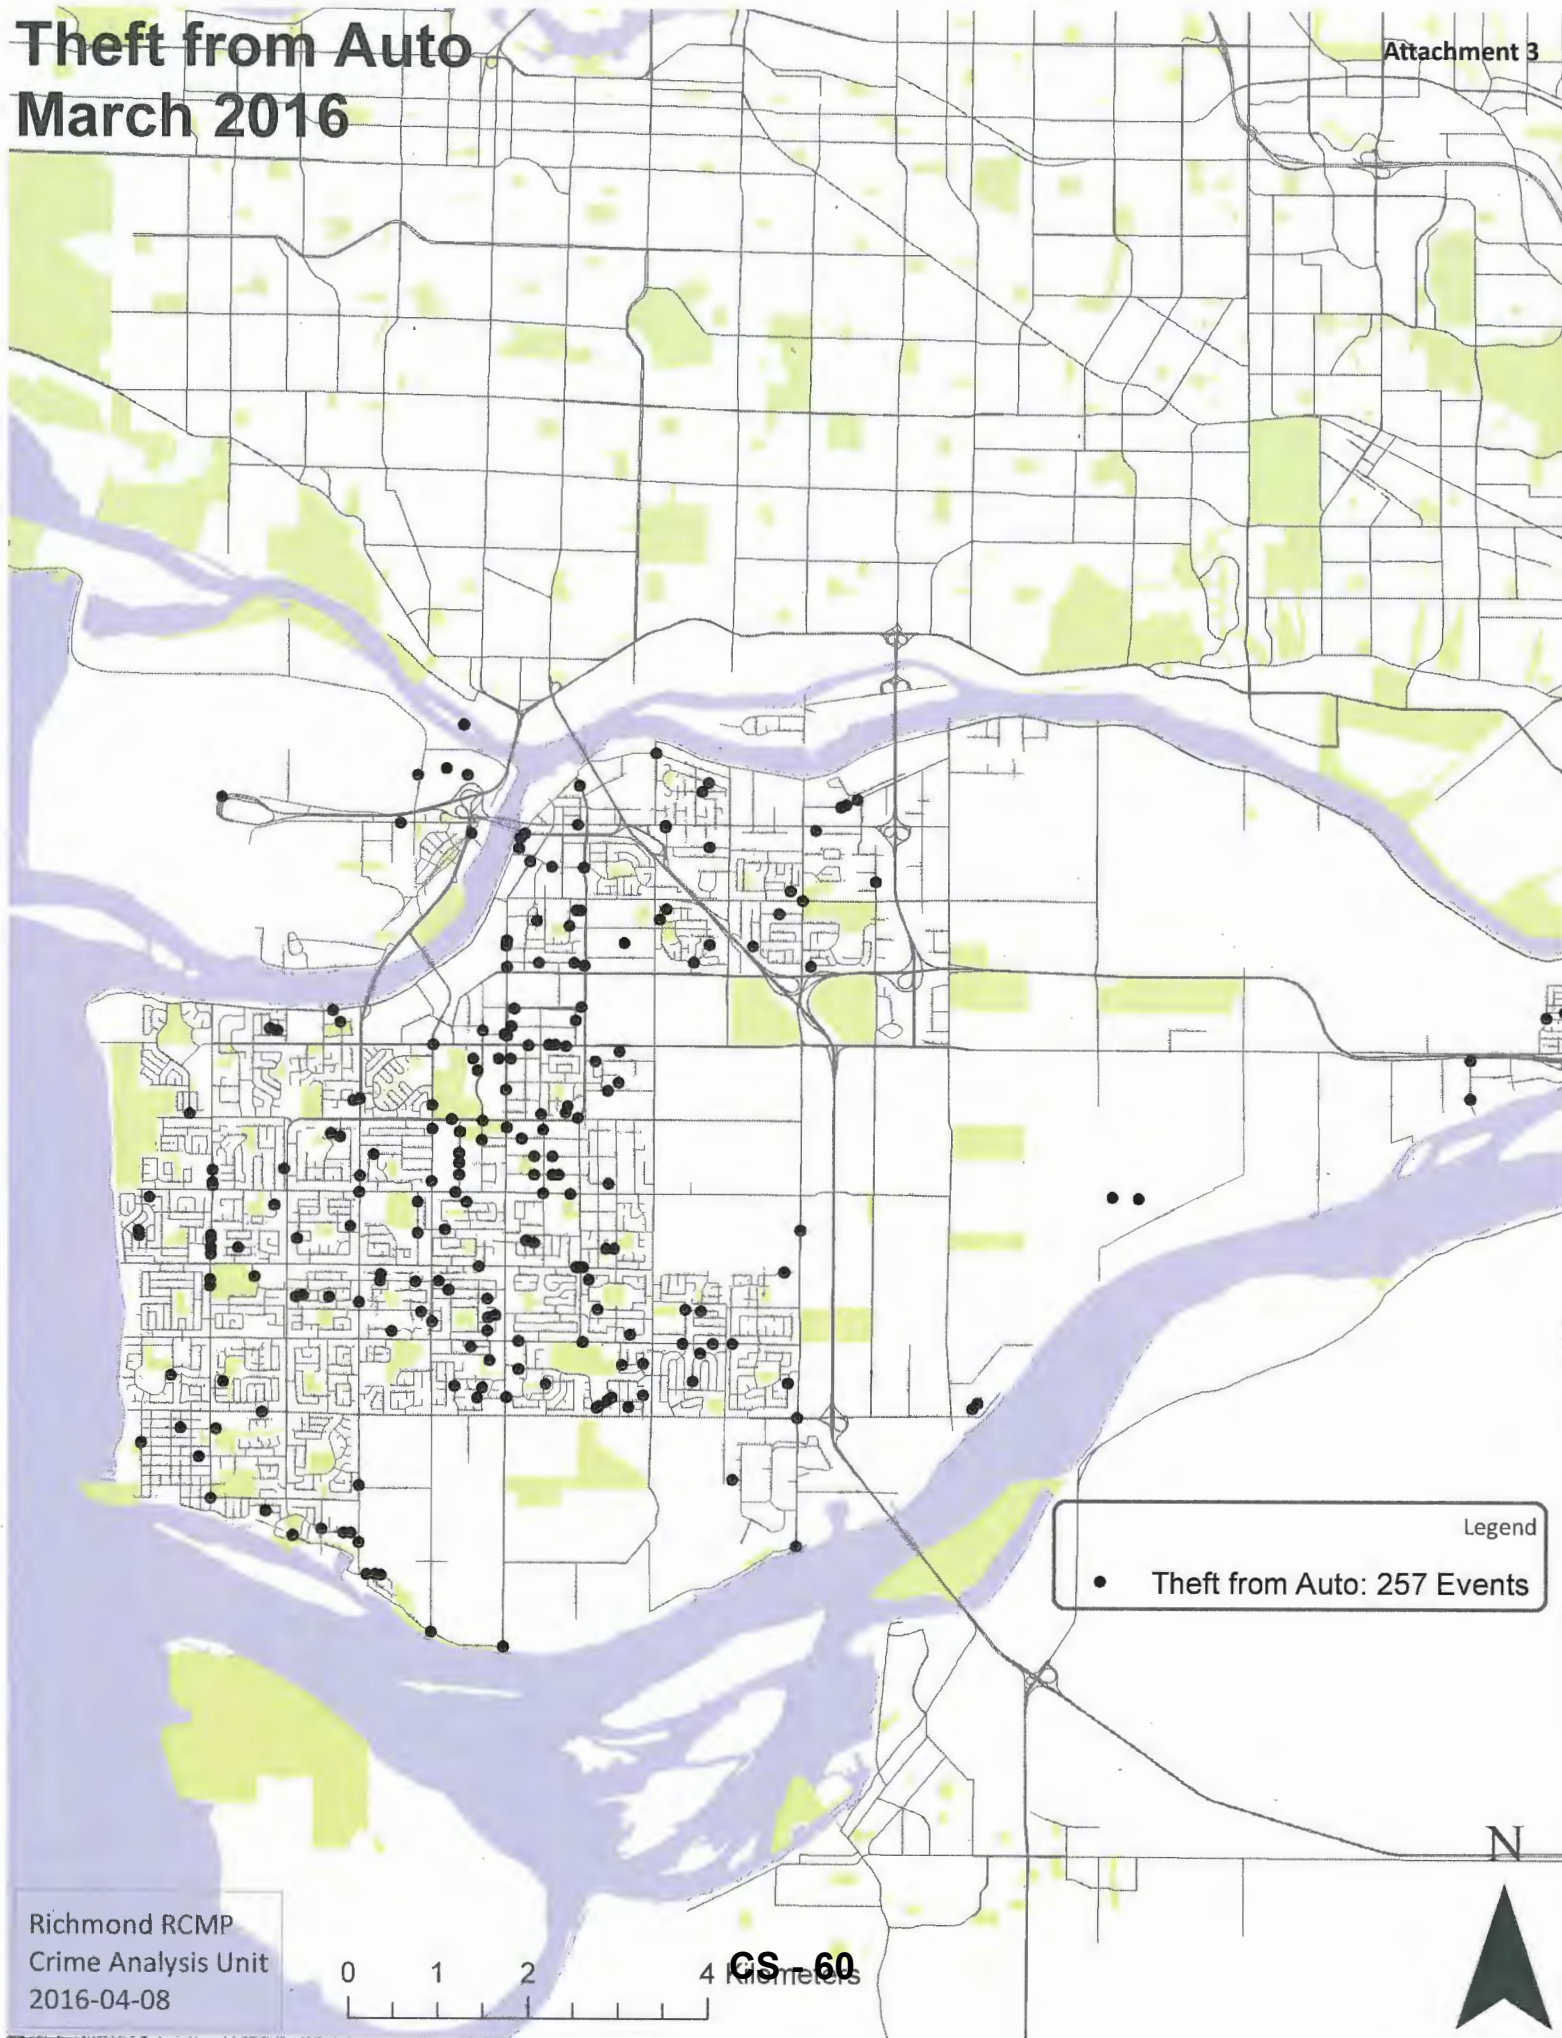 Theft from Auto
March 2016
Attachment 3
Legend
Theft from Auto: 257 Events
N
Richmond RCMP
Crime Analysis Unit
2016-04-08
0 1 2 4 Kilometers
CS - 60